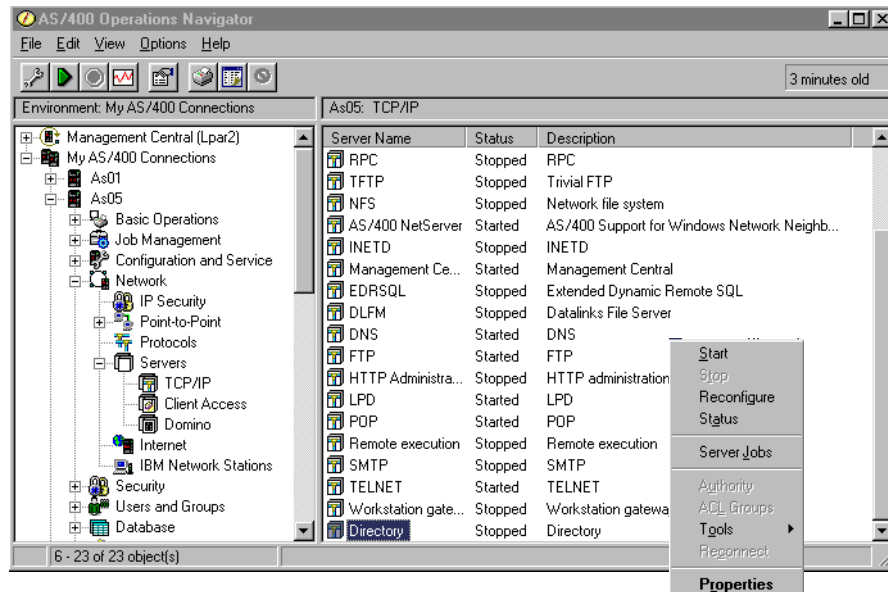 AS/400 Operations Navigator
File Edit View Options Help
3 minutes old
Environment: My AS/400 Connections
As05: TCP/IP
Management Central (Lpar2)
My AS/400 Connections
As01
As05
Basic Operations
Job Management
Configuration and Service
Network
IP Security
Point-to-Point
Protocols
Servers
TCP/IP
Client Access
Domino
Internet
IBM Network Stations
Security
Users and Groups
Database
Server Name Status Description
RPC Stopped RPC
TFTP Stopped Trivial FTP
NFS Stopped Network file system
AS/400 NetServer Started AS/400 Support for Windows Network Neighb...
INETD Stopped INETD
Management Ce... Started Management Central
EDRSQL Stopped Extended Dynamic Remote SQL
DLFM Stopped Datalinks File Server
DNS Started DNS
FTP Started FTP
HTTP Administra... Stopped HTTP administration
LPD Started LPD
POP Started POP
Remote execution Stopped Remote execution
SMTP Stopped SMTP
TELNET Started TELNET
Workstation gate... Stopped Workstation gatewa
Directory Stopped Directory
Start
Stop
Reconfigure
Status
Server Jobs
Authority
ACL Groups
Tools
Reconnect
Properties
6 - 23 of 23 object(s)